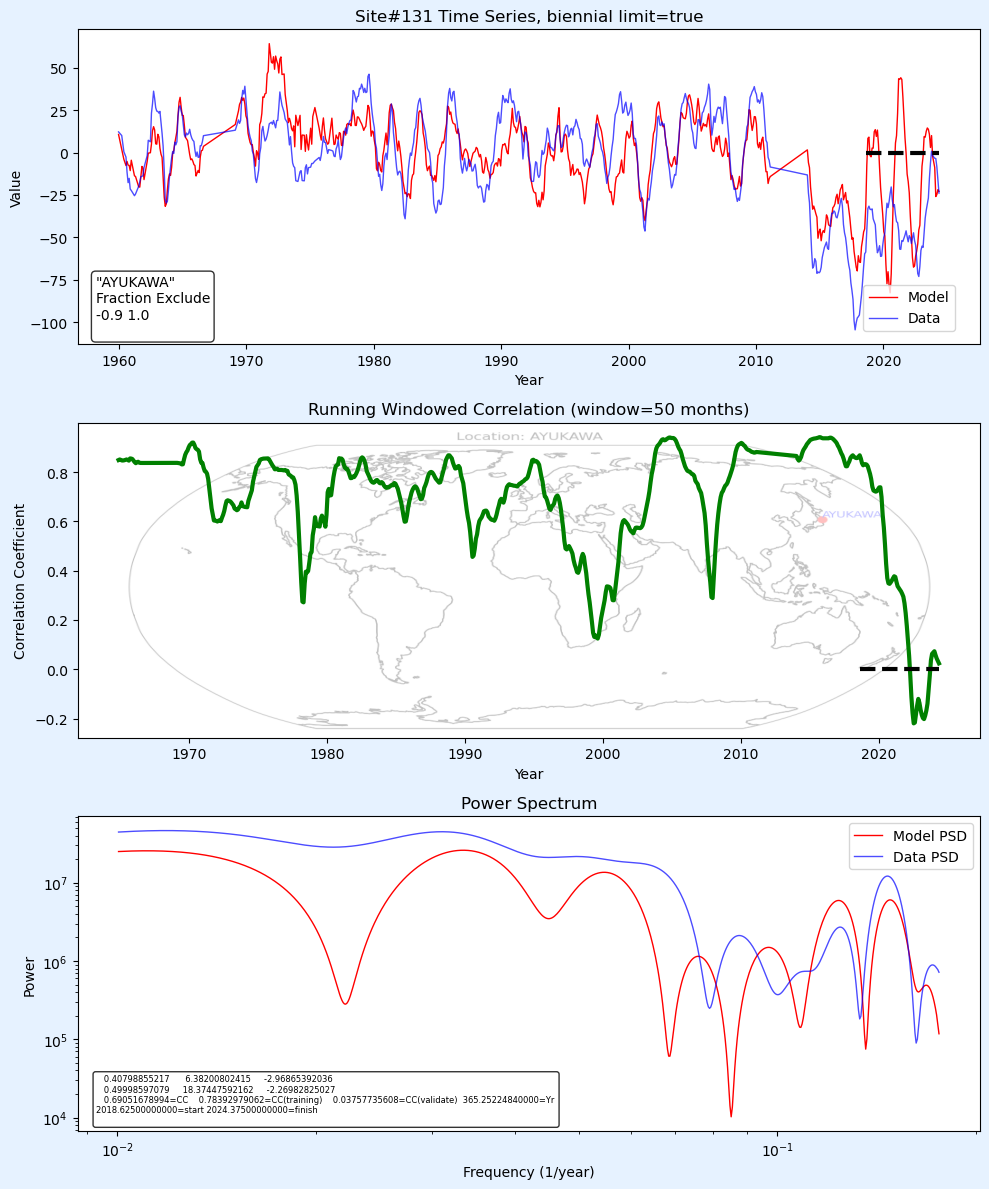 Site#131 Time Series, biennial limit=true
Value
50
25
0
−25
−50
−75
−100
"AYUKAWA"
Fraction Exclude
-0.9 1.0
Model
Data
1960
1970
1980
1990
2000
2010
2020
Year
Running Windowed Correlation (window=50 months)
Location: AYUKAWA
AYUKAWA
Correlation Coefficient
0.8
0.6
0.4
0.2
0.0
−0.2
1970
1980
1990
2000
2010
2020
Year
Power Spectrum
Model PSD
Data PSD
Power
10⁷
10⁶
10⁵
10⁴
0.40798855217 6.38200802415 -2.96865392036
0.49998597079 18.37447592162 -2.26982825027
0.69051678994=CC 0.78392979062=CC(training) 0.03757735608=CC(validate) 365.25224840000=Yr
2018.62500000000=start 2024.37500000000=finish
10⁻²
10⁻¹
Frequency (1/year)